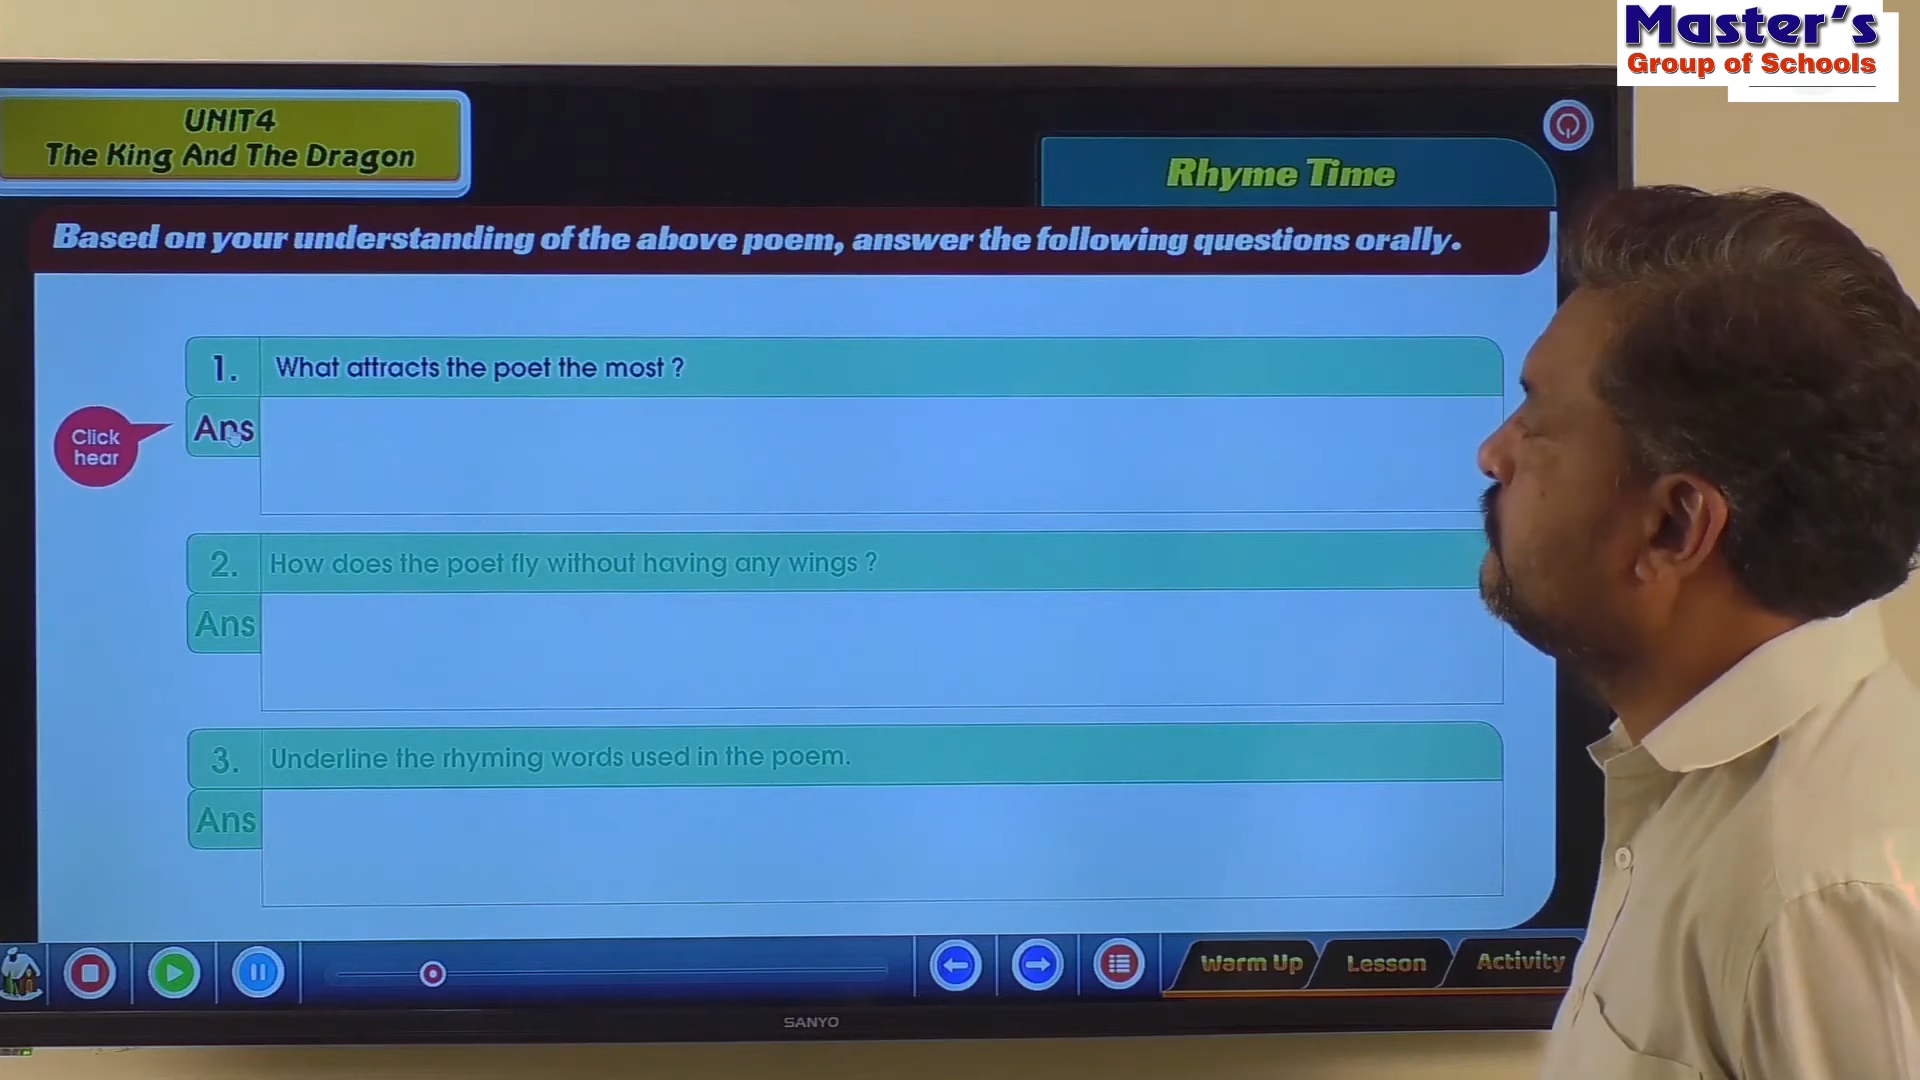 Master's
Group of Schools
UNIT4
The King And The Dragon
Rhyme Time
Based on your understanding of the above poem, answer the following questions orally.
1. What attracts the poet the most ?
Click
hear
Ans
2. How does the poet fly without having any wings ?
Ans
3. Underline the rhyming words used in the poem.
Ans
Warm Up Lesson Activity
SANYO